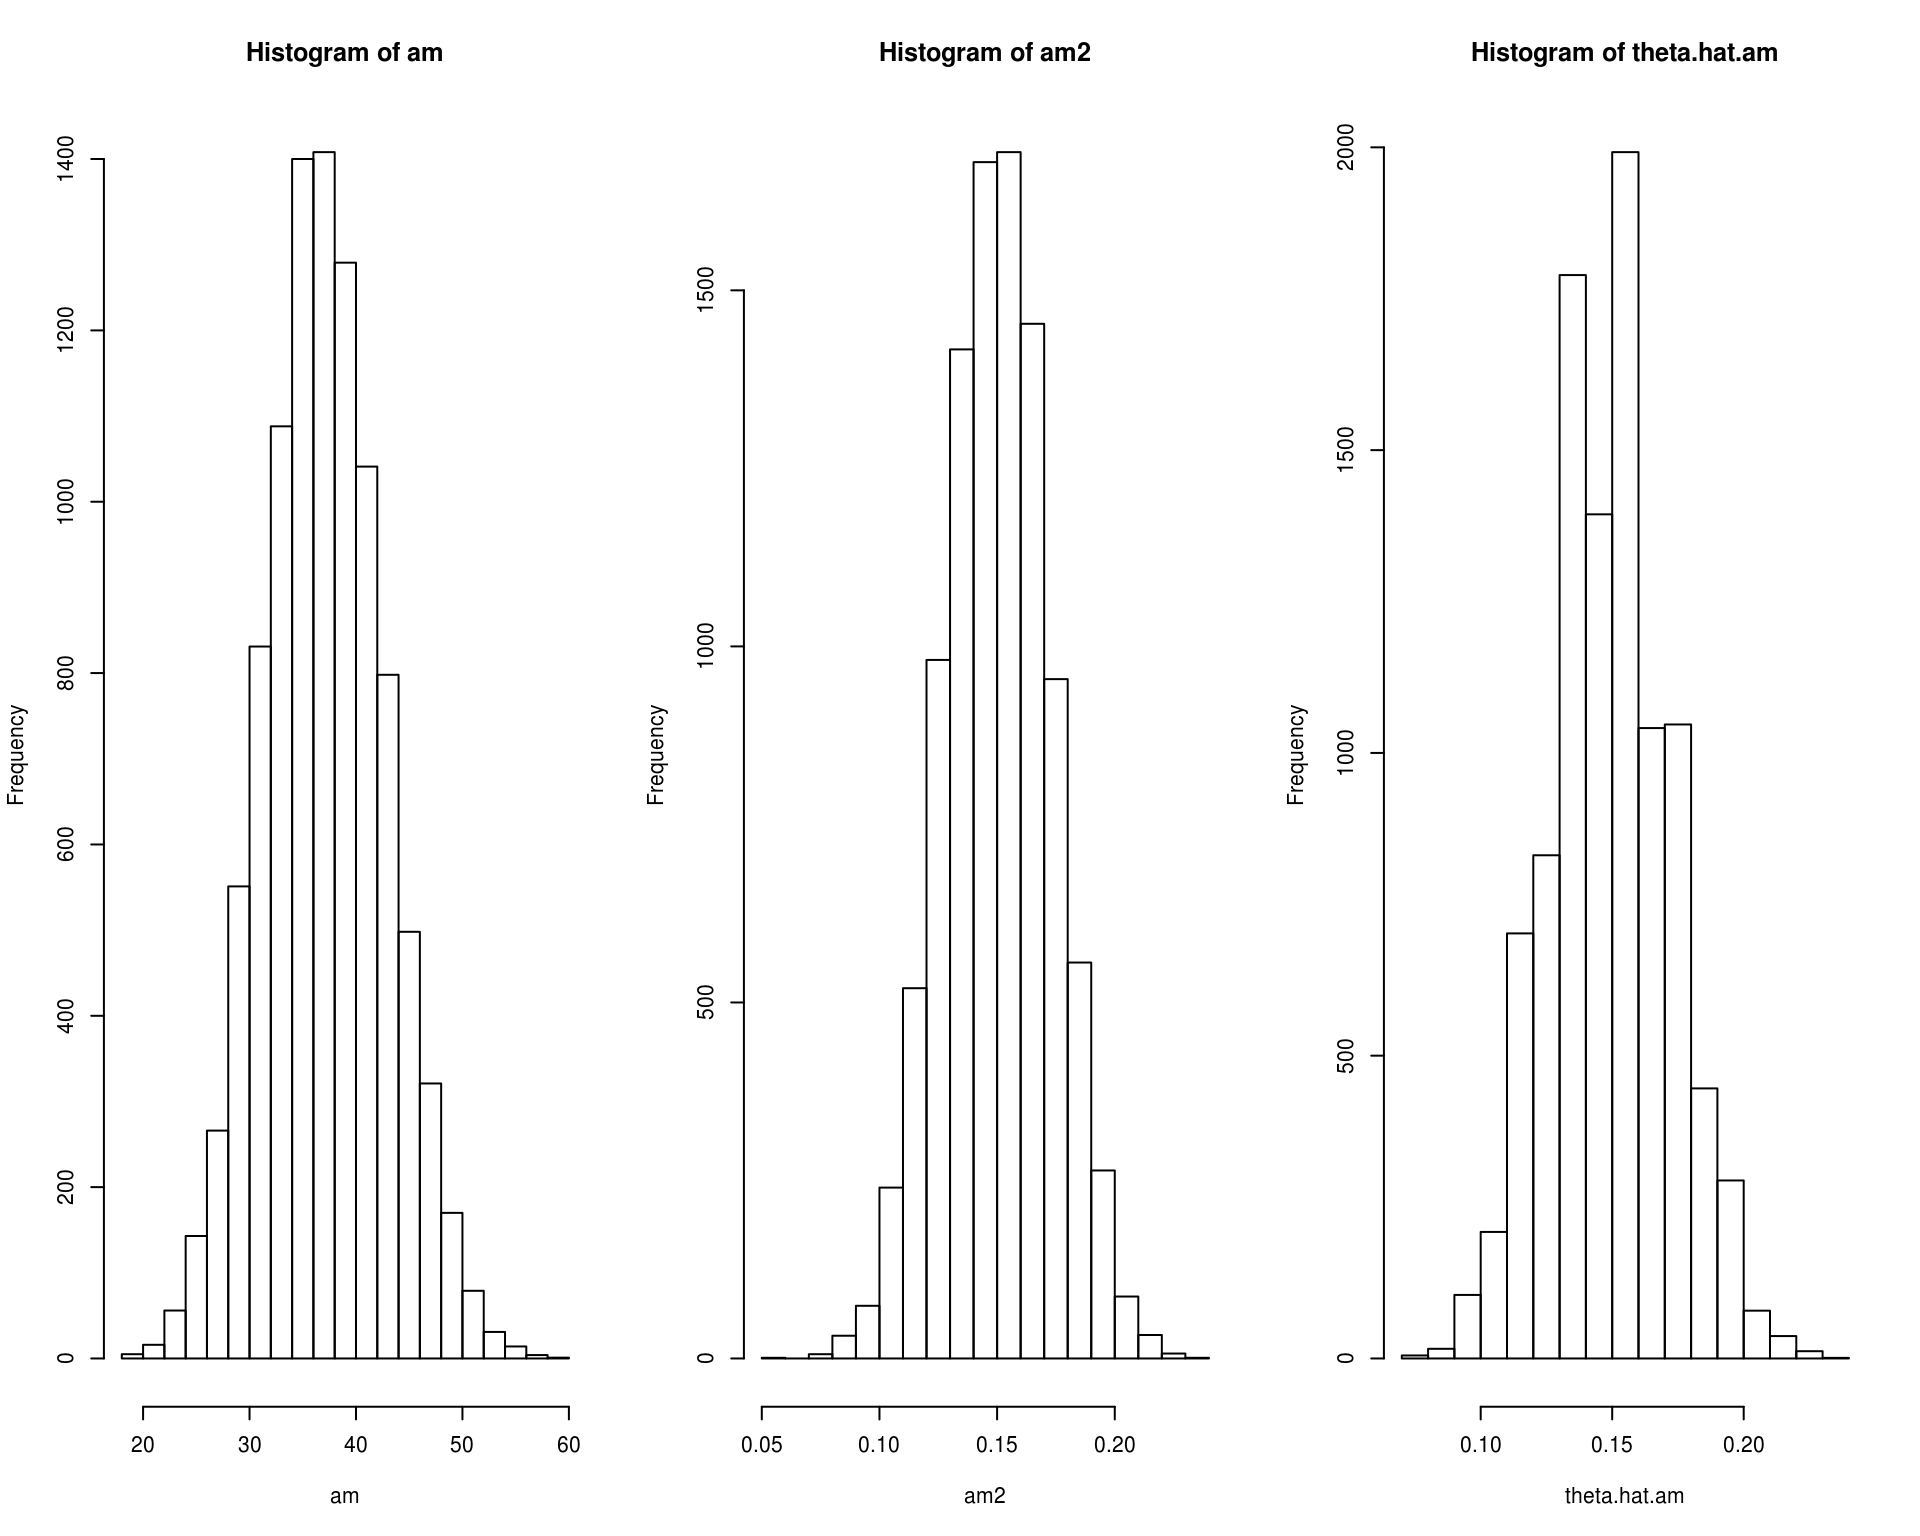 Histogram of am
Frequency
0
200
400
600
800
1000
1200
1400
20 30 40 50 60
am
Histogram of am2
Frequency
0
500
1000
1500
0.05 0.10 0.15 0.20
am2
Histogram of theta.hat.am
Frequency
0
500
1000
1500
2000
0.10 0.15 0.20
theta.hat.am